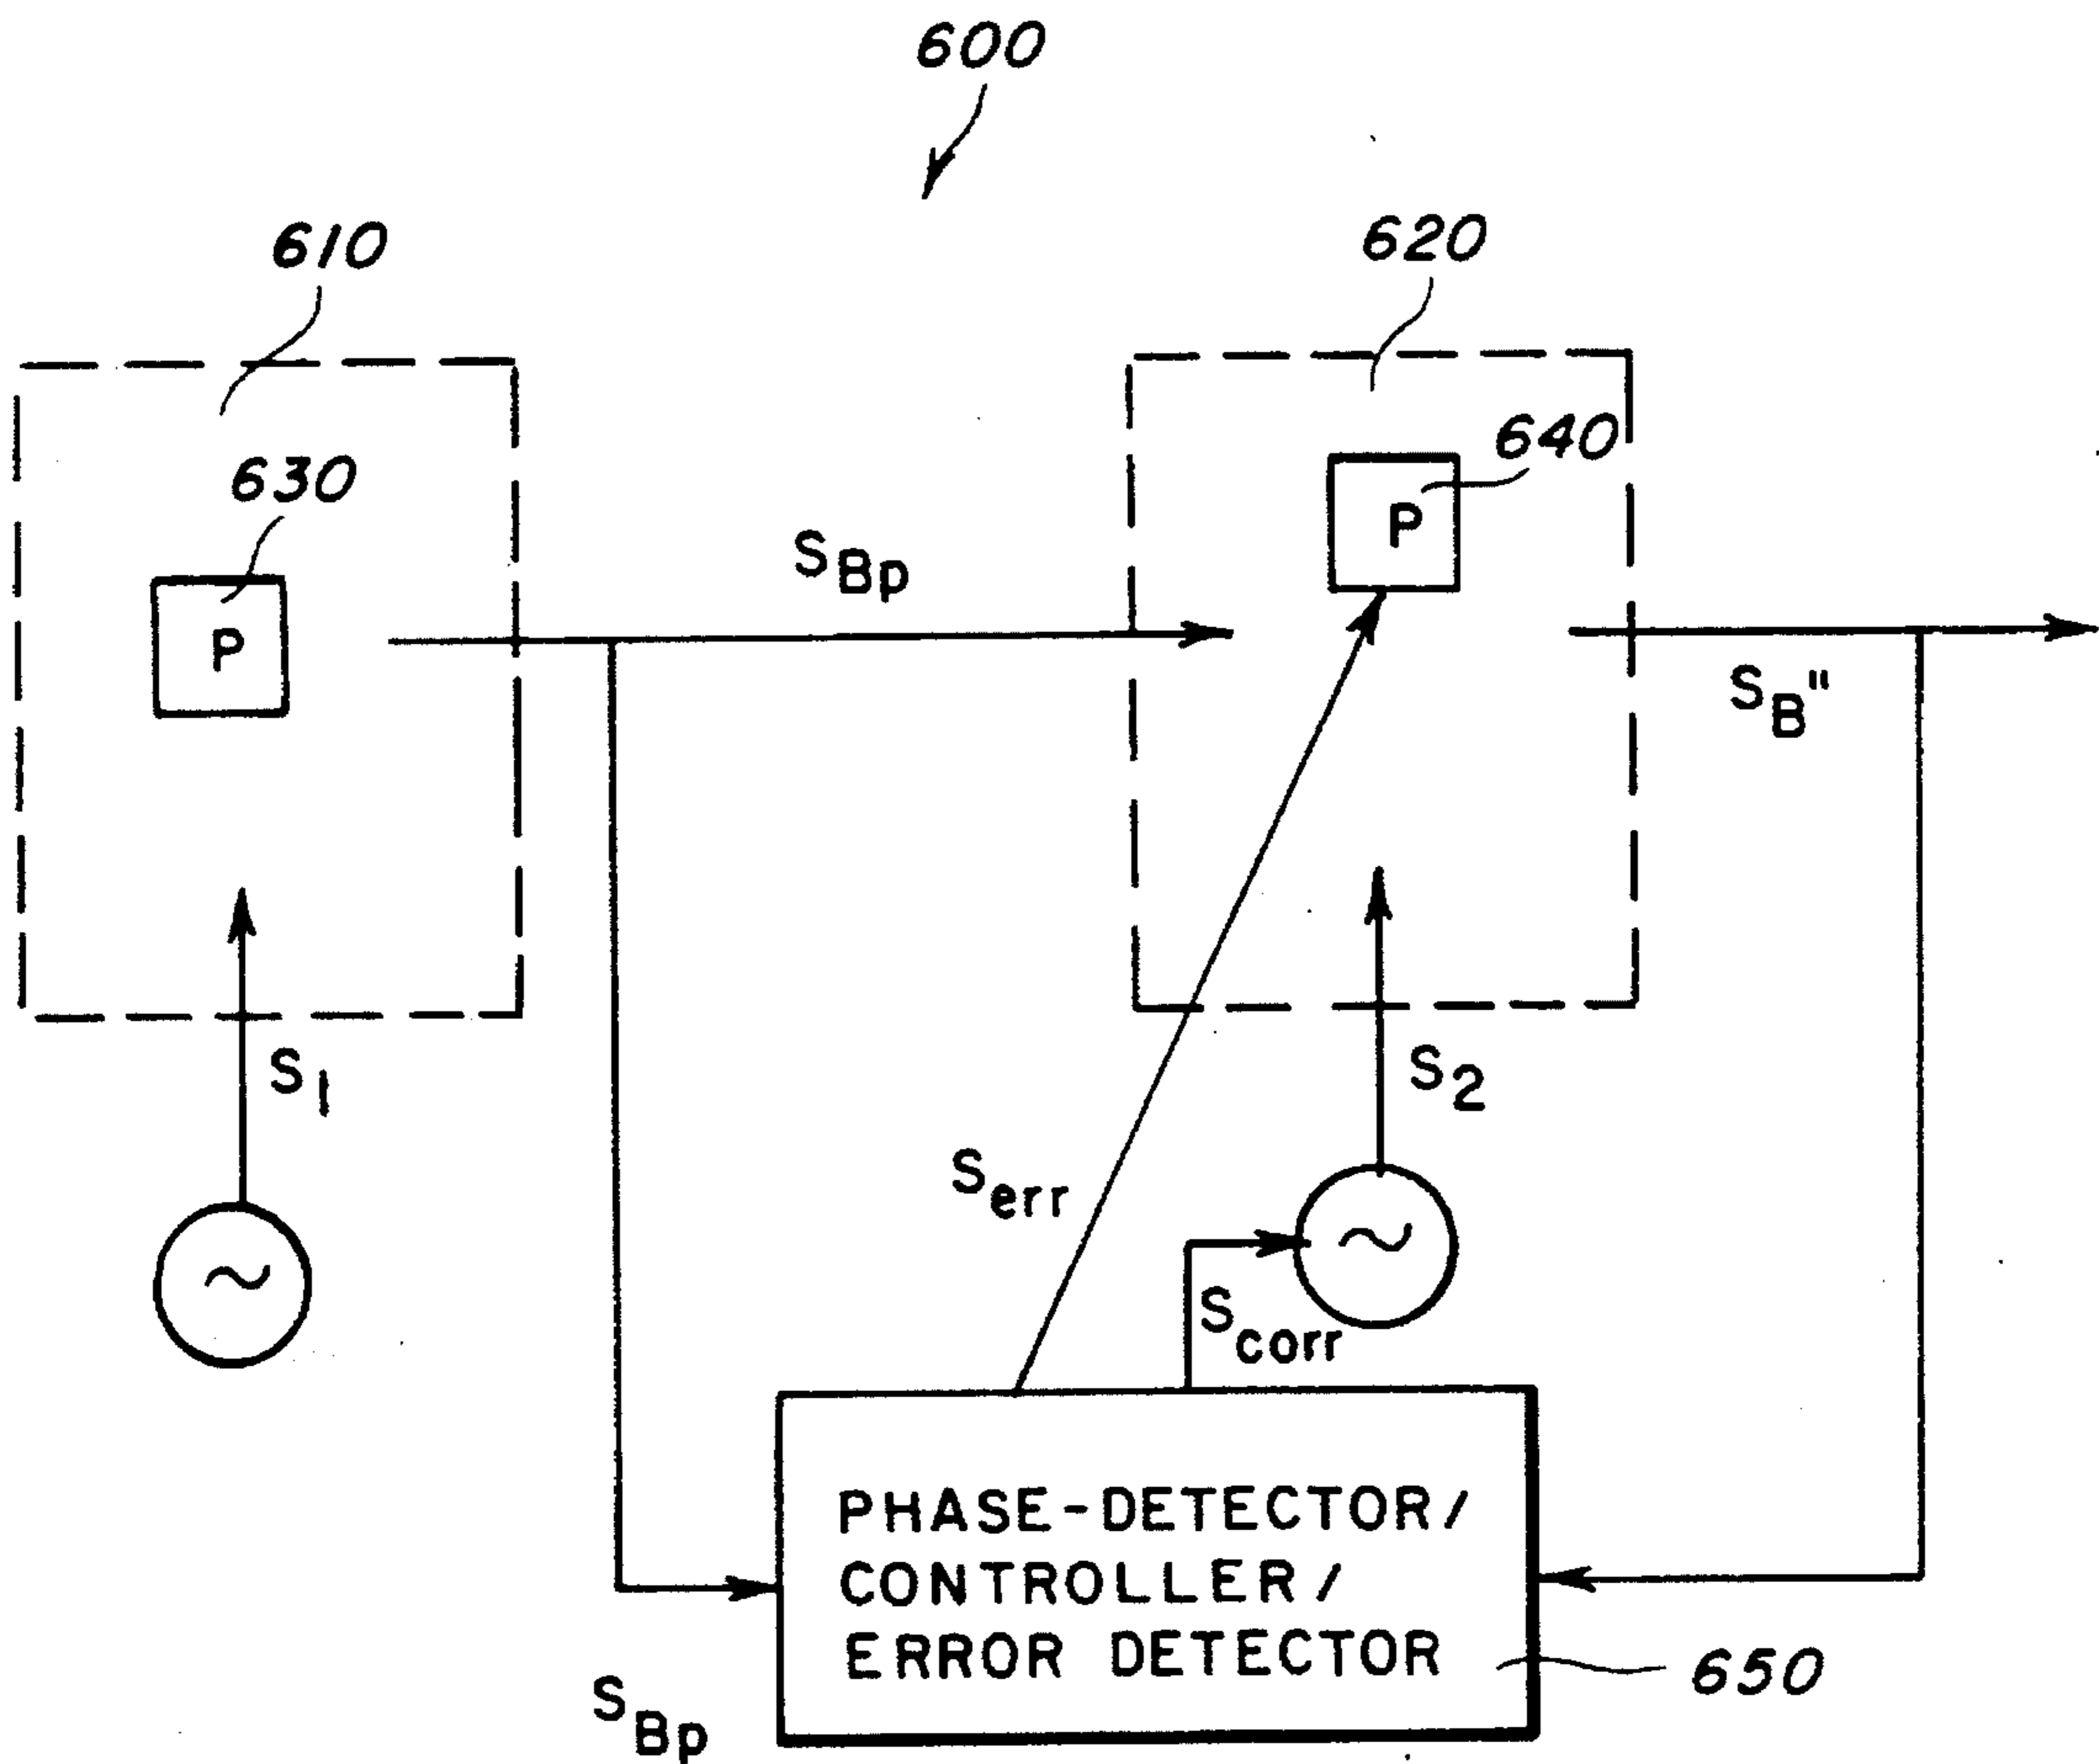 600
610
620
630
640
P
P
S_Bp
S_B"
S_1
S_2
S_err
S_corr
PHASE-DETECTOR/
CONTROLLER/
ERROR DETECTOR
650
S_Bp